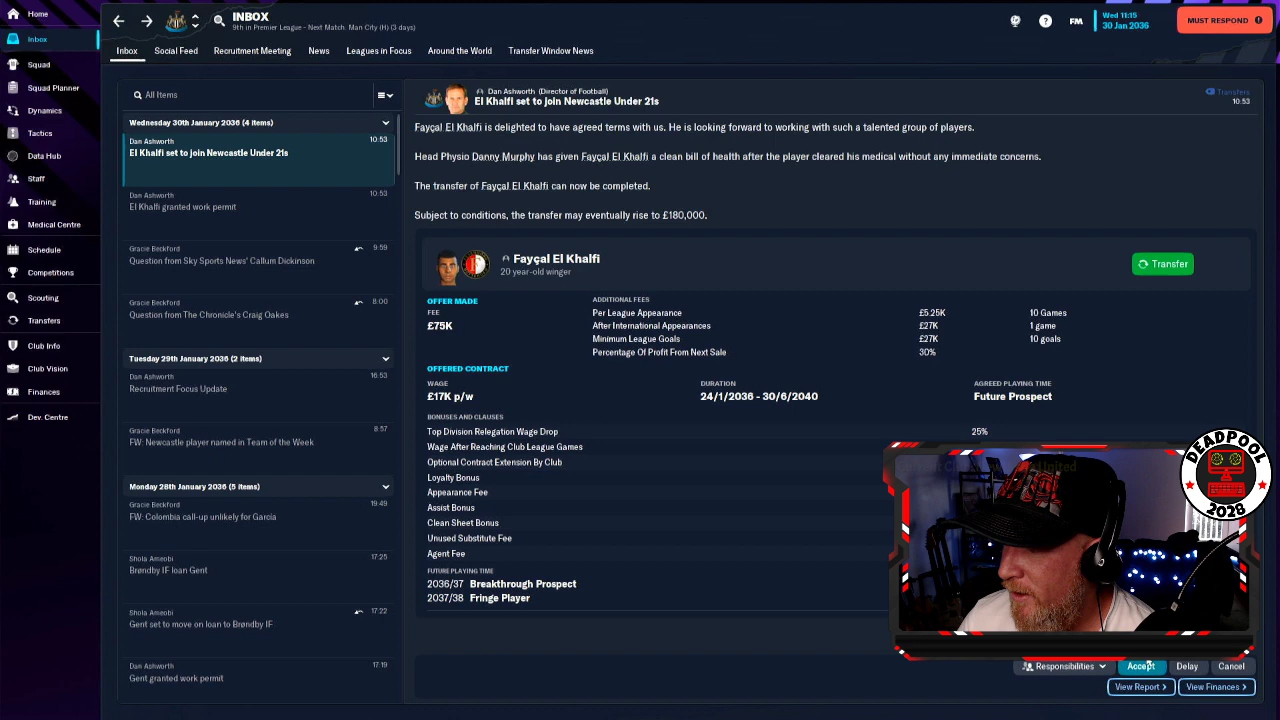 Home
INBOX
9th in Premier League - Next Match, Man City (H) (3 days)
FM
Wed 11:15
30 Jan 2036
MUST RESPOND
Inbox
Squad
Squad Planner
Dynamics
Tactics
Data Hub
Staff
Training
Medical Centre
Schedule
Competitions
Scouting
Transfers
Club Info
Club Vision
Finances
Dev. Centre
Inbox
Social Feed
Recruitment Meeting
News
Leagues in Focus
Around the World
Transfer Window News
All Items
Wednesday 30th January 2036 (4 items)
Dan Ashworth 10:53
El Khalfi set to join Newcastle Under 21s
Dan Ashworth 10:53
El Khalfi granted work permit
Gracie Beckford 9:59
Question from Sky Sports News' Callum Dickinson
Gracie Beckford 8:00
Question from The Chronicle's Craig Oakes
Tuesday 29th January 2036 (2 items)
Dan Ashworth 16:53
Recruitment Focus Update
Gracie Beckford 8:57
FW: Newcastle player named in Team of the Week
Monday 28th January 2036 (5 items)
Gracie Beckford 19:49
FW: Colombia call-up unlikely for García
Shola Ameobi 17:25
Brøndby IF loan Gent
Shola Ameobi 17:22
Gent set to move on loan to Brøndby IF
Dan Ashworth 17:19
Gent granted work permit
Dan Ashworth (Director of Football)
El Khalfi set to join Newcastle Under 21s
Transfers
10:53
Fayçal El Khalfi is delighted to have agreed terms with us. He is looking forward to working with such a talented group of players.
Head Physio Danny Murphy has given Fayçal El Khalfi a clean bill of health after the player cleared his medical without any immediate concerns.
The transfer of Fayçal El Khalfi can now be completed.
Subject to conditions, the transfer may eventually rise to £180,000.
Fayçal El Khalfi
20 year-old winger
Transfer
OFFER MADE
FEE
£75K
ADDITIONAL FEES
Per League Appearance £5.25K 10 Games
After International Appearances £27K 1 game
Minimum League Goals £27K 10 goals
Percentage Of Profit From Next Sale 30%
OFFERED CONTRACT
WAGE
£17K p/w
DURATION
24/1/2036 - 30/6/2040
AGREED PLAYING TIME
Future Prospect
BONUSES AND CLAUSES
Top Division Relegation Wage Drop 25%
Wage After Reaching Club League Games
Optional Contract Extension By Club
Loyalty Bonus
Appearance Fee
Assist Bonus
Clean Sheet Bonus
Unused Substitute Fee
Agent Fee
FUTURE PLAYING TIME
2036/37 Breakthrough Prospect
2037/38 Fringe Player
DEADPOOL
2028
Responsibilities
Accept
Delay
Cancel
View Report
View Finances